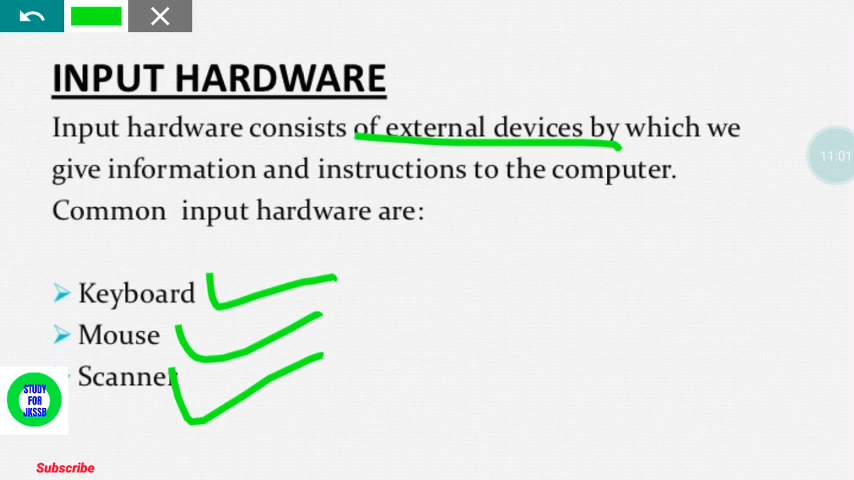 INPUT HARDWARE
Input hardware consists of external devices by which we
give information and instructions to the computer.
Common input hardware are:
Keyboard
Mouse
Scanner
11:01
STUDY
FOR
JKSSB
Subscribe